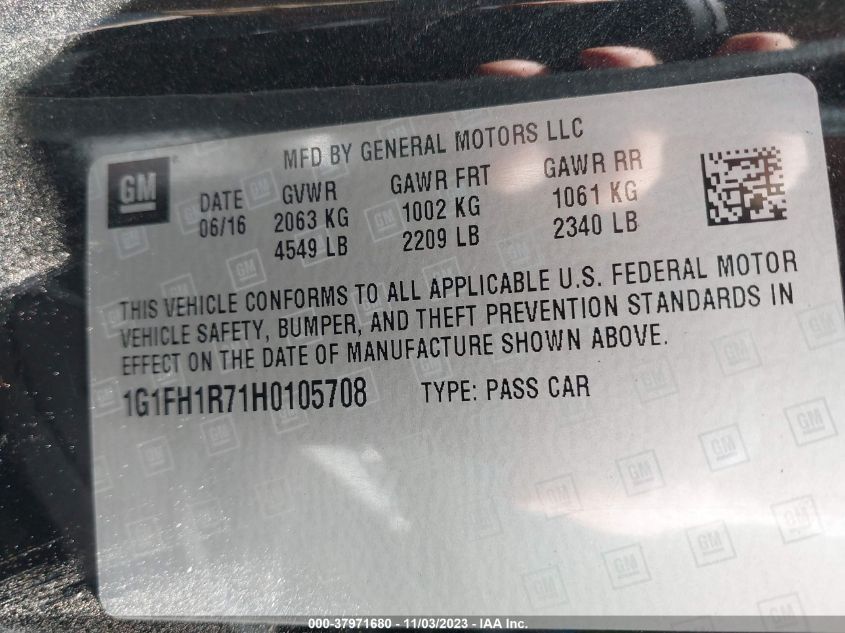 MFD BY GENERAL MOTORS LLC
GM
DATE GVWR GAWR FRT GAWR RR
06/16 2063 KG 1002 KG 1061 KG
4549 LB 2209 LB 2340 LB
THIS VEHICLE CONFORMS TO ALL APPLICABLE U.S. FEDERAL MOTOR
VEHICLE SAFETY, BUMPER, AND THEFT PREVENTION STANDARDS IN
EFFECT ON THE DATE OF MANUFACTURE SHOWN ABOVE.
1G1FH1R71H0105708 TYPE: PASS CAR
000-37971680 - 11/03/2023 - IAA Inc.